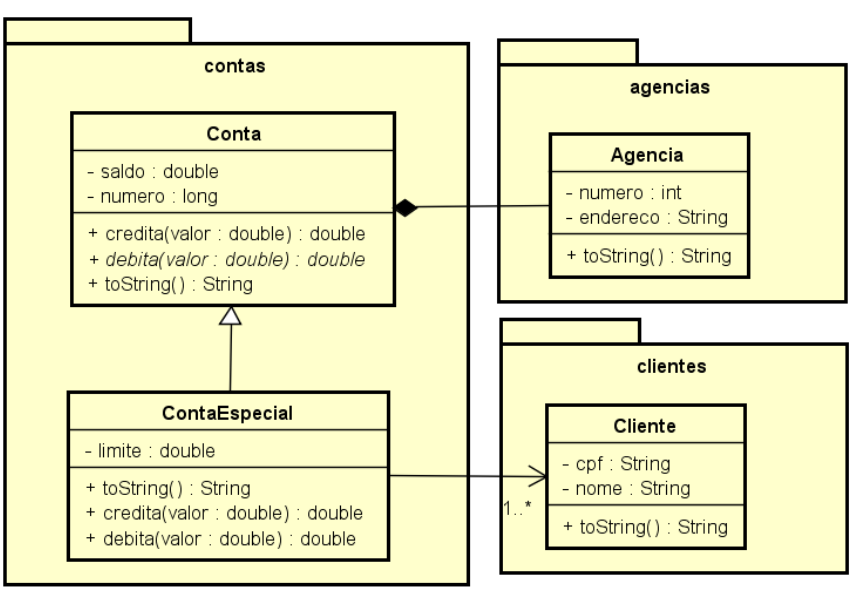 contas
Conta
- saldo : double
- numero : long
+ credita(valor : double) : double
+ debita(valor : double) : double
+ toString() : String
ContaEspecial
- limite : double
+ toString() : String
+ credita(valor : double) : double
+ debita(valor : double) : double
agencias
Agencia
- numero : int
- endereco : String
+ toString() : String
clientes
Cliente
- cpf : String
- nome : String
+ toString() : String
1..*